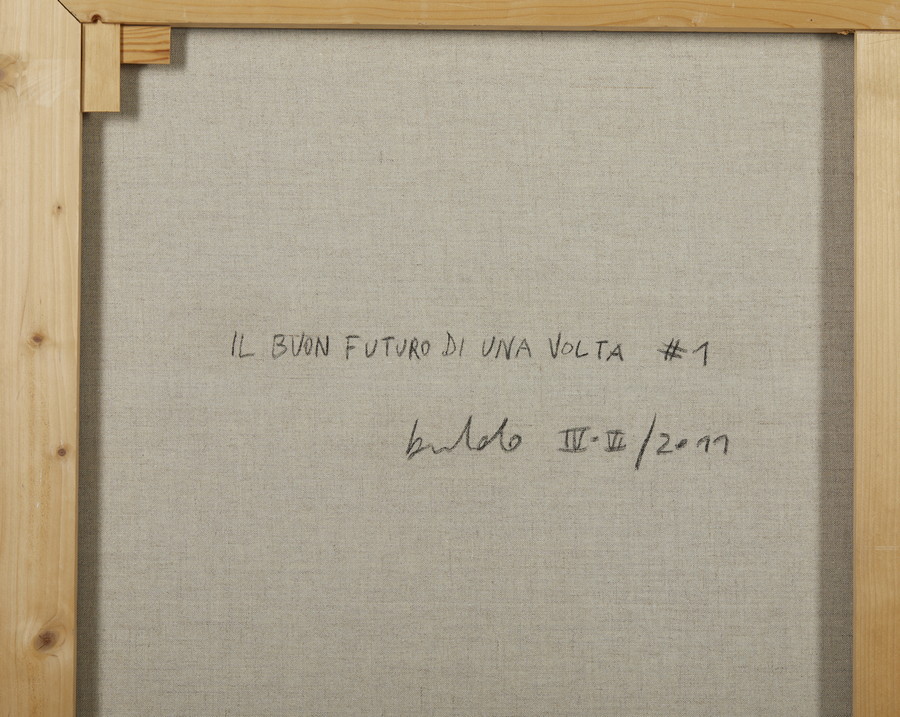 IL BUON FUTURO DI UNA VOLTA #1
IV-VI/2011